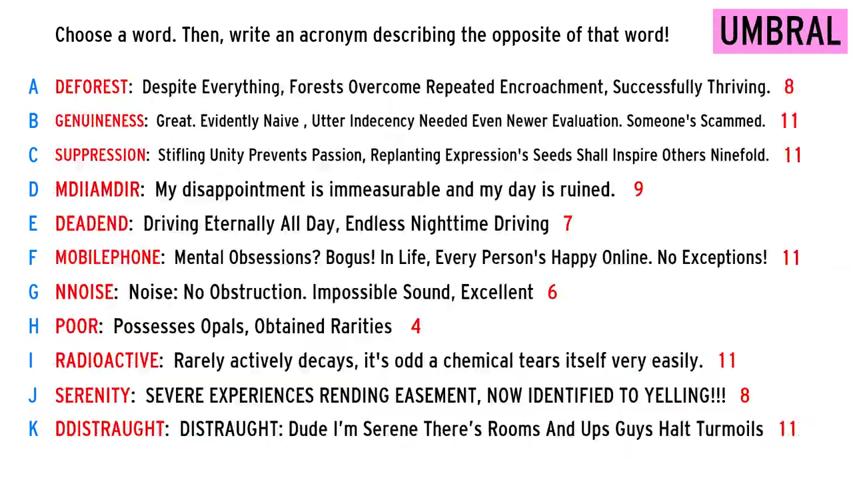 Choose a word. Then, write an acronym describing the opposite of that word!
UMBRAL
A DEFOREST: Despite Everything, Forests Overcome Repeated Encroachment, Successfully Thriving. 8
B GENUINENESS: Great. Evidently Naive , Utter Indecency Needed Even Newer Evaluation. Someone's Scammed. 11
C SUPPRESSION: Stifling Unity Prevents Passion, Replanting Expression's Seeds Shall Inspire Others Ninefold. 11
D MDIIAMDIR: My disappointment is immeasurable and my day is ruined. 9
E DEADEND: Driving Eternally All Day, Endless Nighttime Driving 7
F MOBILEPHONE: Mental Obsessions? Bogus! In Life, Every Person's Happy Online. No Exceptions! 11
G NNOISE: Noise: No Obstruction. Impossible Sound, Excellent 6
H POOR: Possesses Opals, Obtained Rarities 4
I RADIOACTIVE: Rarely actively decays, it's odd a chemical tears itself very easily. 11
J SERENITY: SEVERE EXPERIENCES RENDING EASEMENT, NOW IDENTIFIED TO YELLING!!! 8
K DDISTRAUGHT: DISTRAUGHT: Dude I'm Serene There's Rooms And Ups Guys Halt Turmoils 11